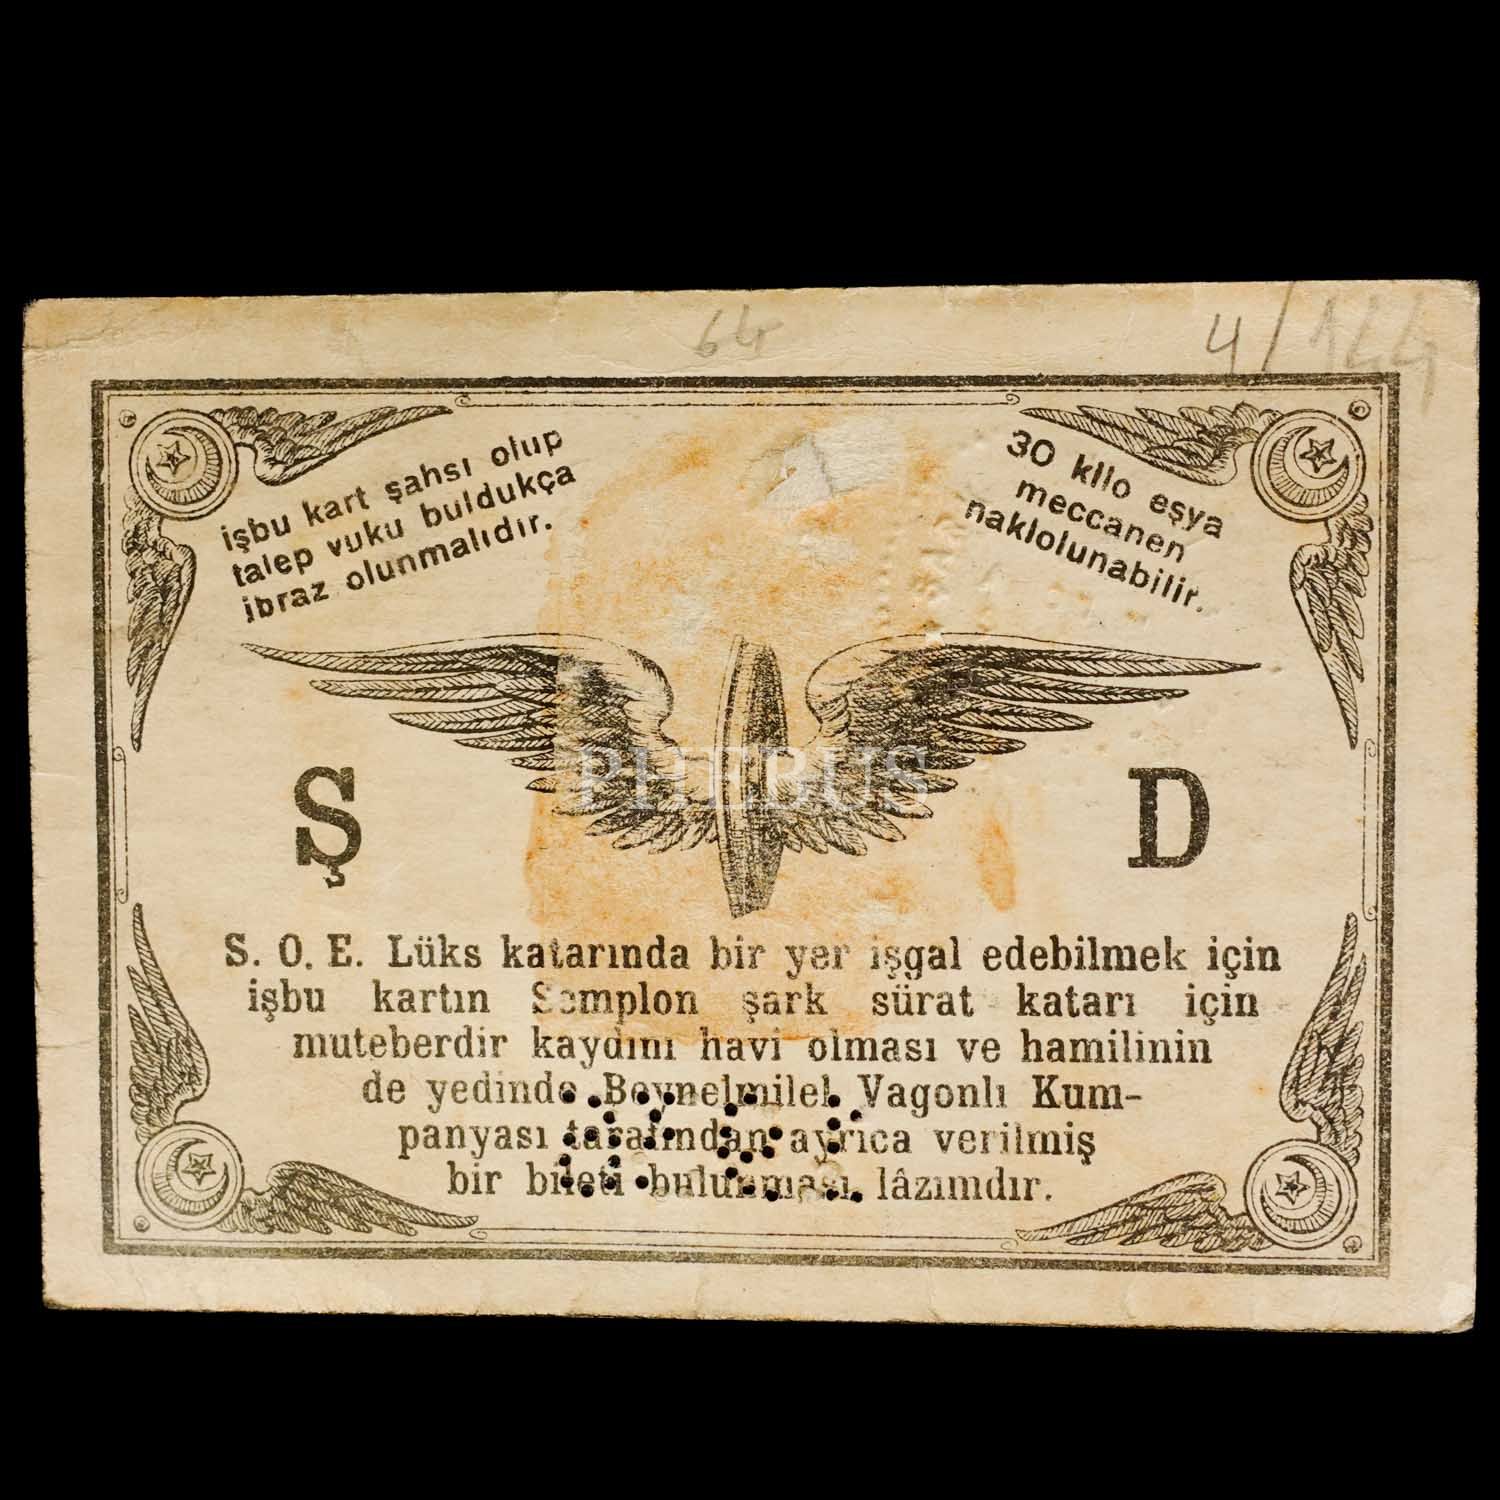 64
4/144
işbu kart şahsı olup
talep vuku buldukça
ibraz olunmalıdır.
30 kilo eşya
meccanen
naklolunabilir.
PHEBUS
Ş D
S. O. E. Lüks katarında bir yer işgal edebilmek için
işbu kartın Semplon şark sürat katarı için
muteberdir kaydını havi olması ve hamilinin
de yedinde Beynelmilel Vagonlı Kum-
panyası tarafından ayrıca verilmiş
bir bileti bulunması lâzımdır.